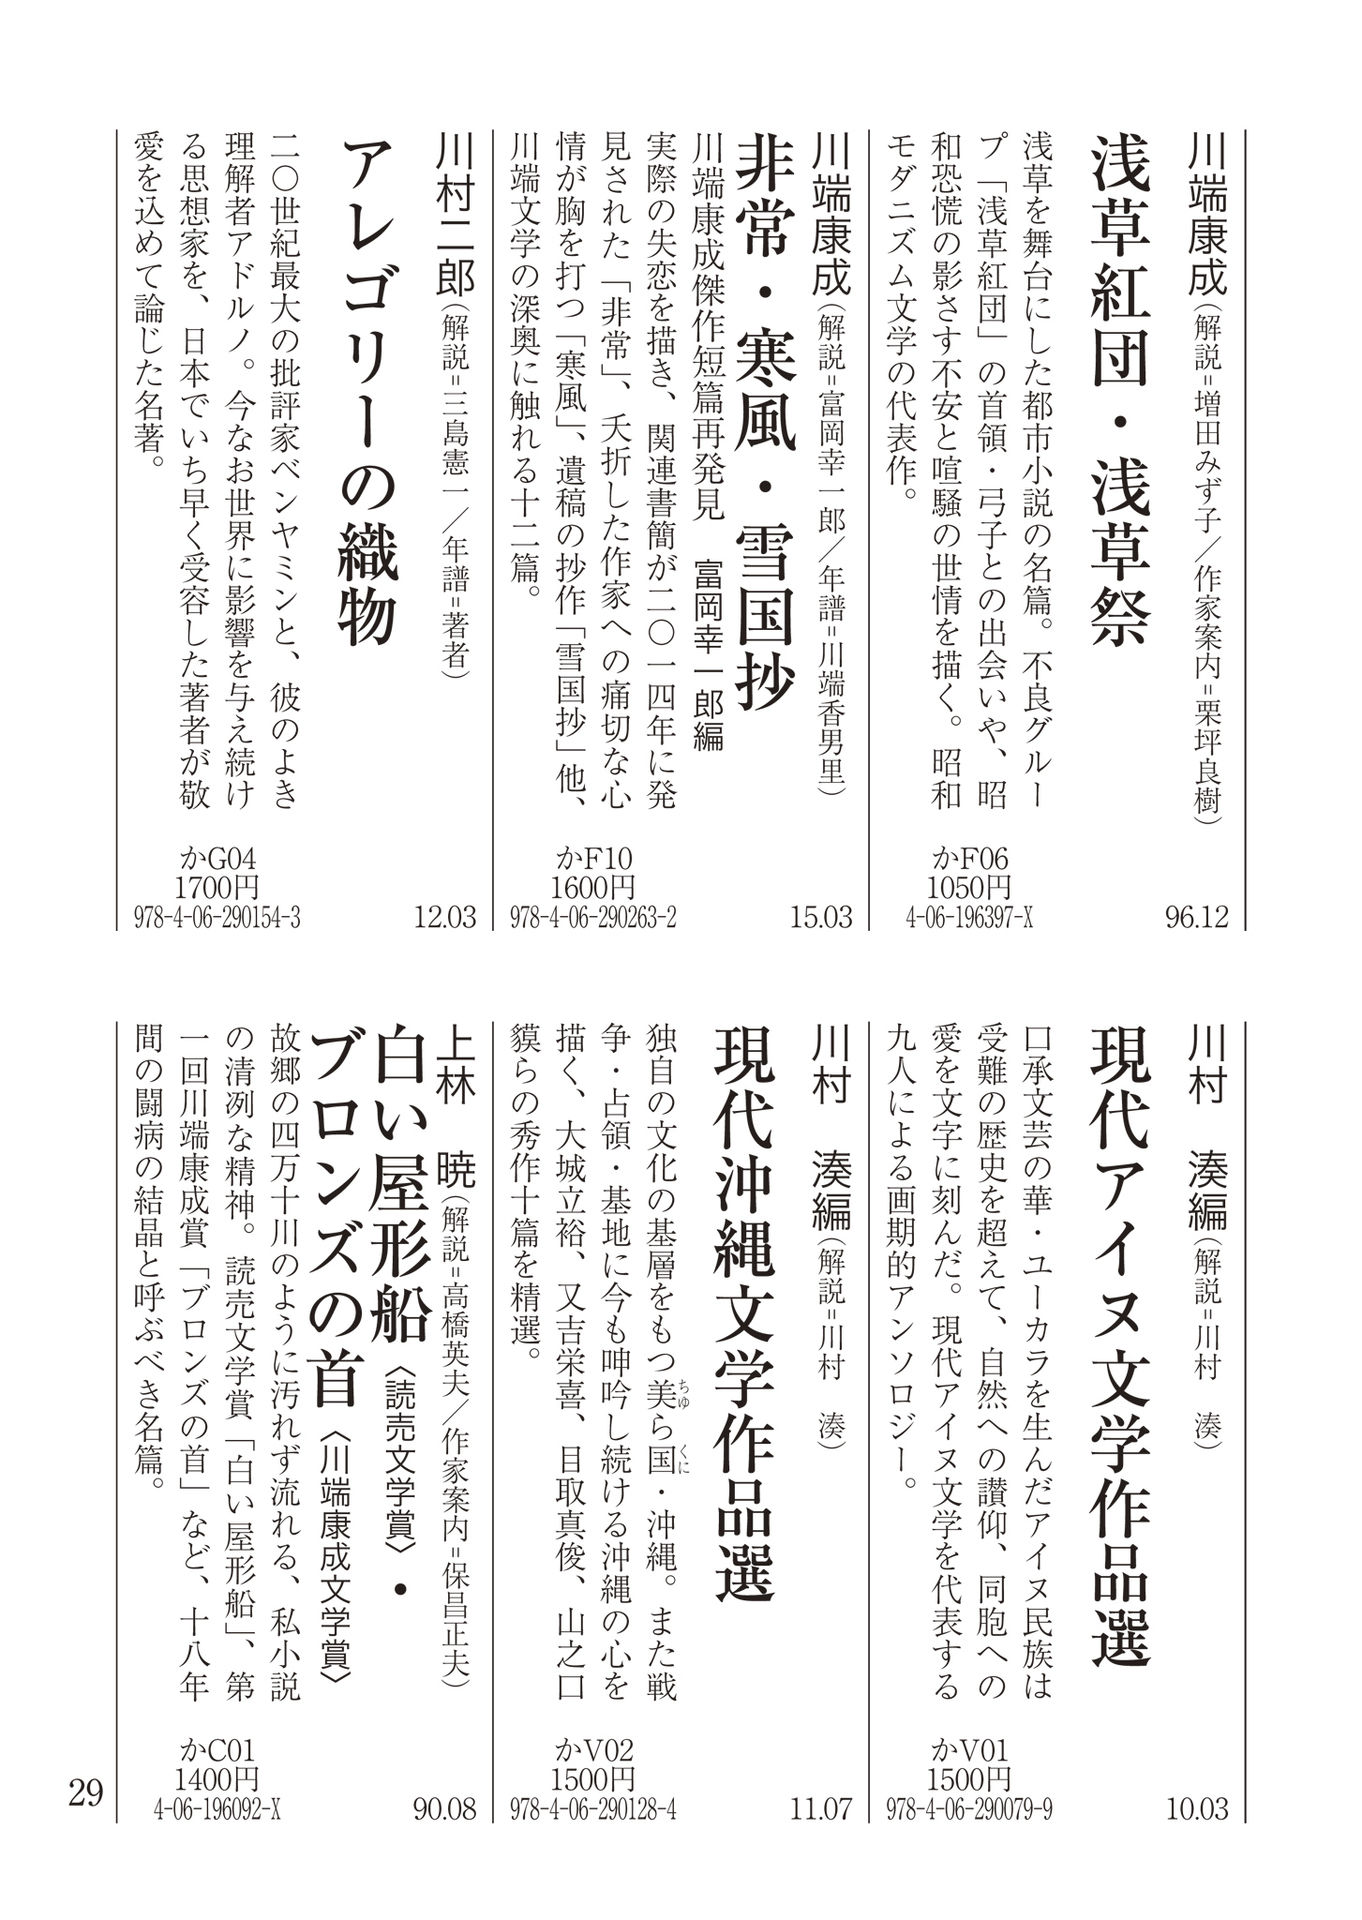 川端康成（解説=増田みず子／作家案内=栗坪良樹）
浅草紅団・浅草祭
浅草を舞台にした都市小説の名篇。不良グルー
プ「浅草紅団」の首領・弓子との出会いや、昭
和恐慌の影さす不安と喧騒の世情を描く。昭和
モダニズム文学の代表作。
かF06
1050円
4-06-196397-X
96.12
川端康成（解説=富岡幸一郎／年譜=川端香男里）
非常・寒風・雪国抄
川端康成傑作短篇再発見　富岡幸一郎編
実際の失恋を描き、関連書簡が二〇一四年に発
見された「非常」、夭折した作家への痛切な心
情が胸を打つ「寒風」、遺稿の抄作「雪国抄」他、
川端文学の深奥に触れる十二篇。
かF10
1600円
978-4-06-290263-2
15.03
川村二郎（解説=三島憲一／年譜=著者）
アレゴリーの織物
二〇世紀最大の批評家ベンヤミンと、彼のよき
理解者アドルノ。今なお世界に影響を与え続け
る思想家を、日本でいち早く受容した著者が敬
愛を込めて論じた名著。
かG04
1700円
978-4-06-290154-3
12.03
川村　湊編（解説=川村　湊）
現代アイヌ文学作品選
口承文芸の華・ユーカラを生んだアイヌ民族は
受難の歴史を超えて、自然への讃仰、同胞への
愛を文字に刻んだ。現代アイヌ文学を代表する
九人による画期的アンソロジー。
かV01
1500円
978-4-06-290079-9
10.03
川村　湊編（解説=川村　湊）
現代沖縄文学作品選
独自の文化の基層をもつ美ら国・沖縄。また戦
ちゅ
くに
争・占領・基地に今も呻吟し続ける沖縄の心を
描く、大城立裕、又吉栄喜、目取真俊、山之口
貘らの秀作十篇を精選。
かV02
1500円
978-4-06-290128-4
11.07
上林　暁（解説=高橋英夫／作家案内=保昌正夫）
白い屋形船〈読売文学賞〉・
ブロンズの首〈川端康成文学賞〉
故郷の四万十川のように汚れず流れる、私小説
の清冽な精神。読売文学賞「白い屋形船」、第
一回川端康成賞「ブロンズの首」など、十八年
間の闘病の結晶と呼ぶべき名篇。
かC01
1400円
4-06-196092-X
90.08
29